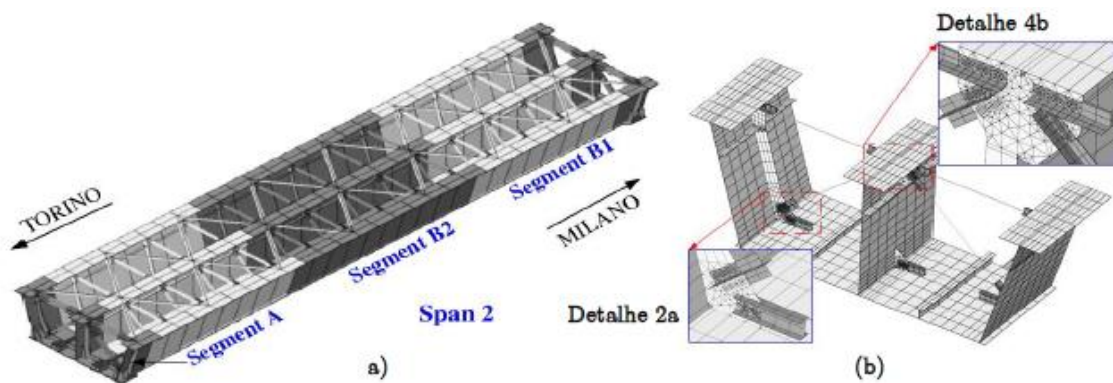 Detalhe 4b
TORINO
Segment B1
MILANO
Segment B2
Segment A
Span 2
Detalhe 2a
a)
(b)